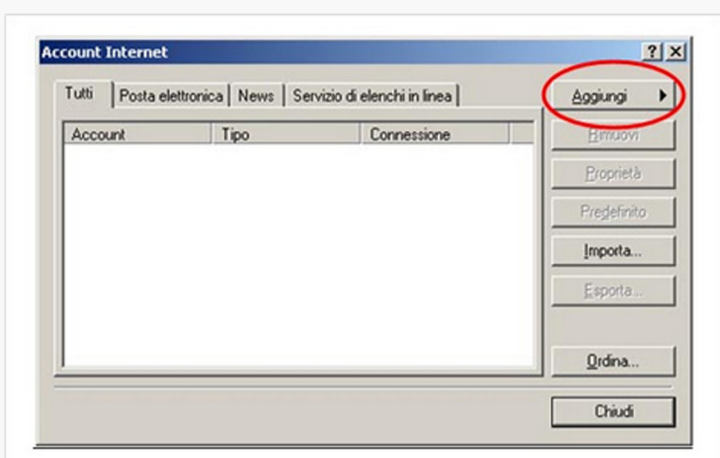 Account Internet
Tutti Posta elettronica News Servizio di elenchi in linea
Account Tipo Connessione
Aggiungi
Rimuovi
Proprietà
Predefinito
Importa...
Esporta...
Ordina...
Chiudi